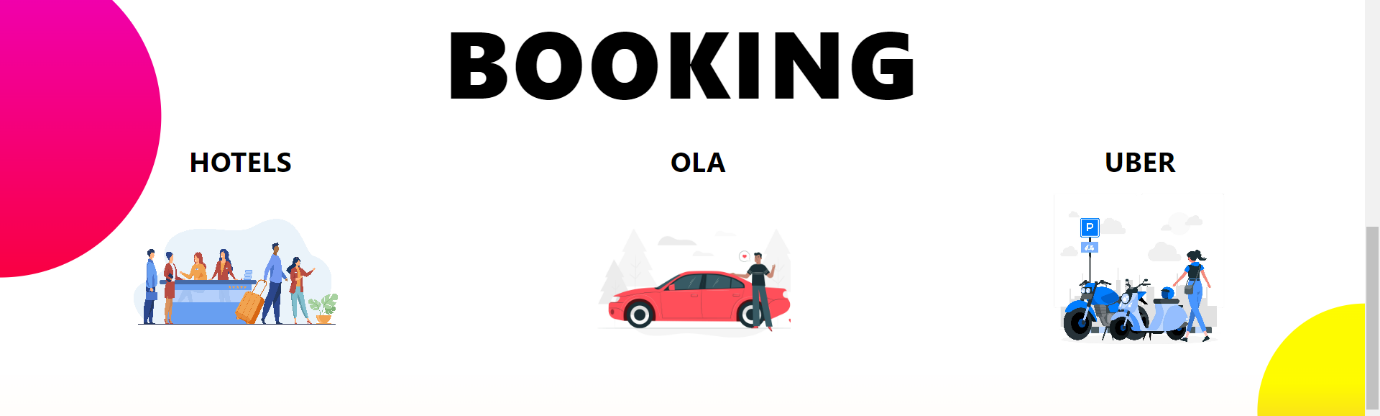 BOOKING
HOTELS
OLA
UBER
P